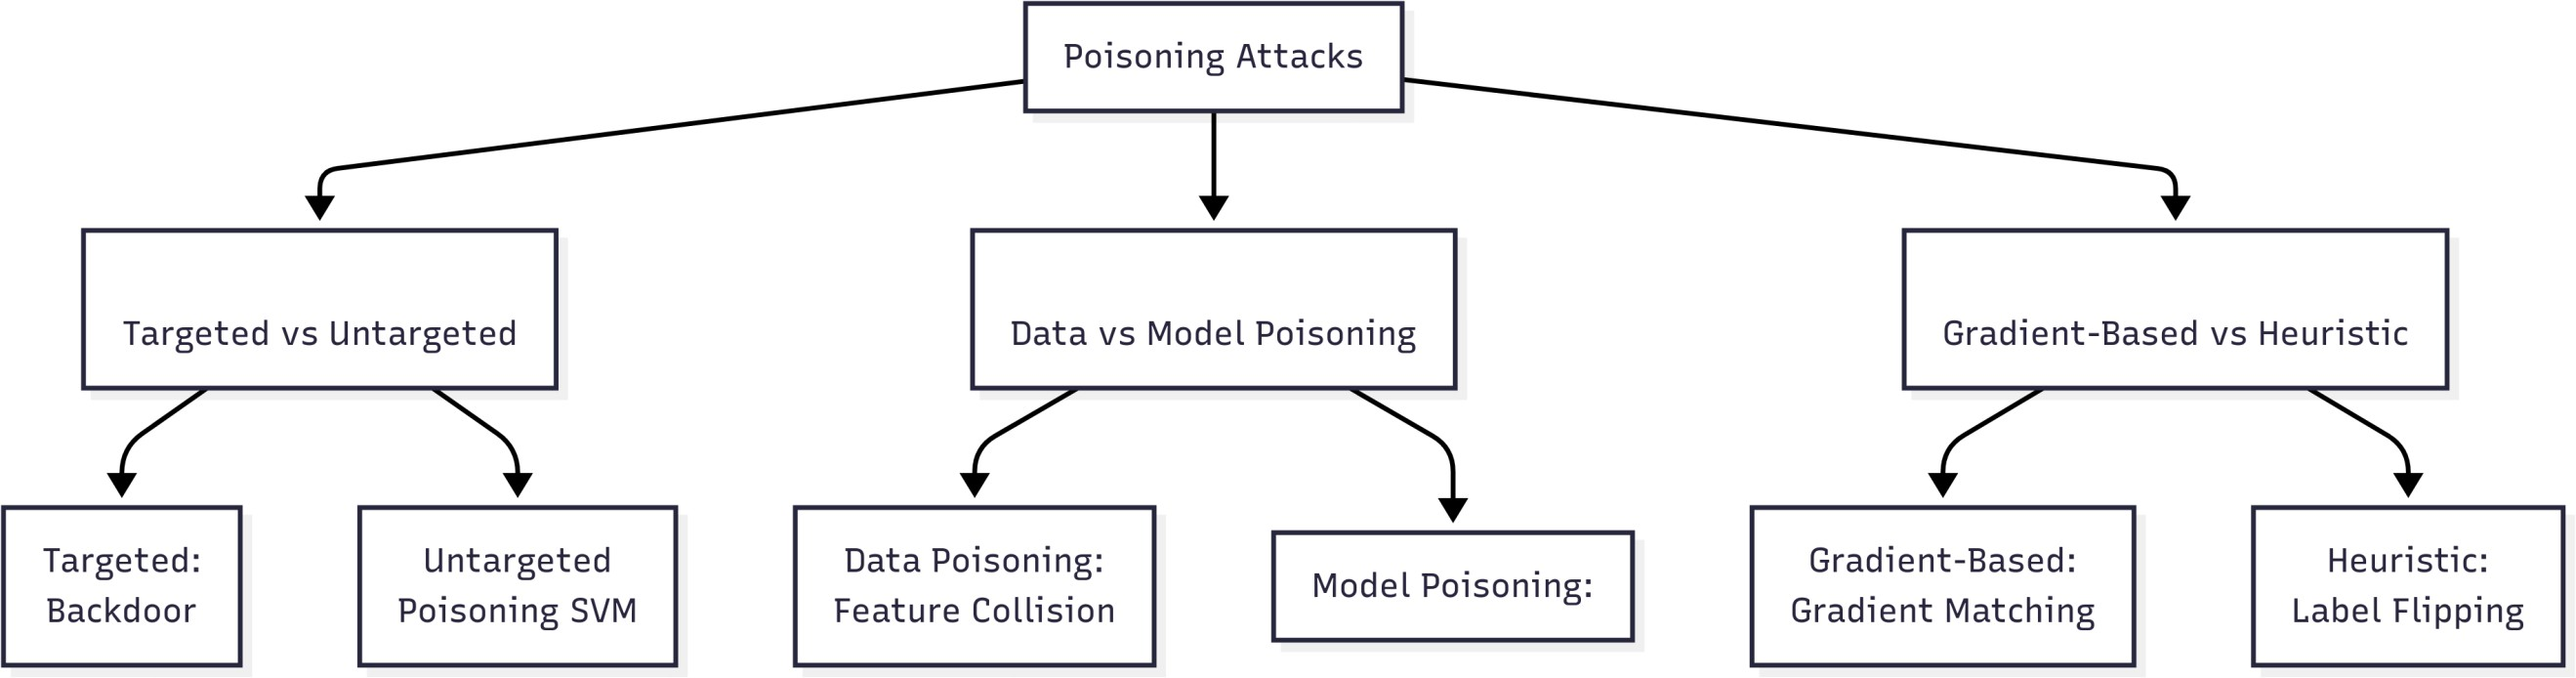 Poisoning Attacks
Targeted vs Untargeted
Data vs Model Poisoning
Gradient-Based vs Heuristic
Targeted:
Backdoor
Untargeted
Poisoning SVM
Data Poisoning:
Feature Collision
Model Poisoning:
Gradient-Based:
Gradient Matching
Heuristic:
Label Flipping